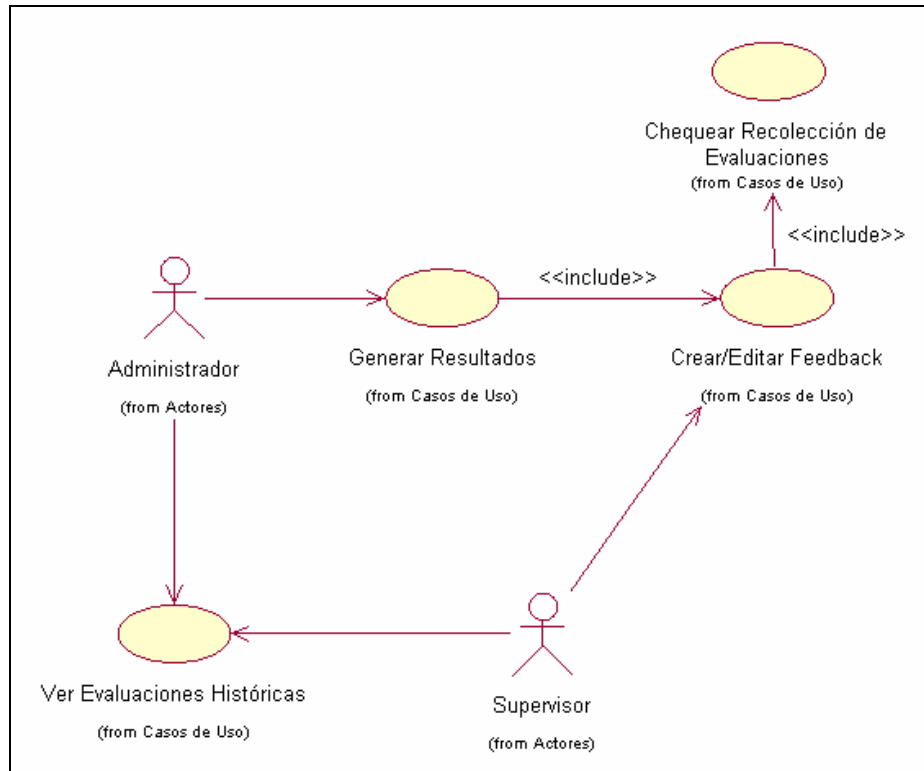 Chequear Recolección de
Evaluaciones
(from Casos de Uso)
<<include>>
<<include>>
Administrador
(from Actores)
Generar Resultados
(from Casos de Uso)
Crear/Editar Feedback
(from Casos de Uso)
Ver Evaluaciones Históricas
(from Casos de Uso)
Supervisor
(from Actores)